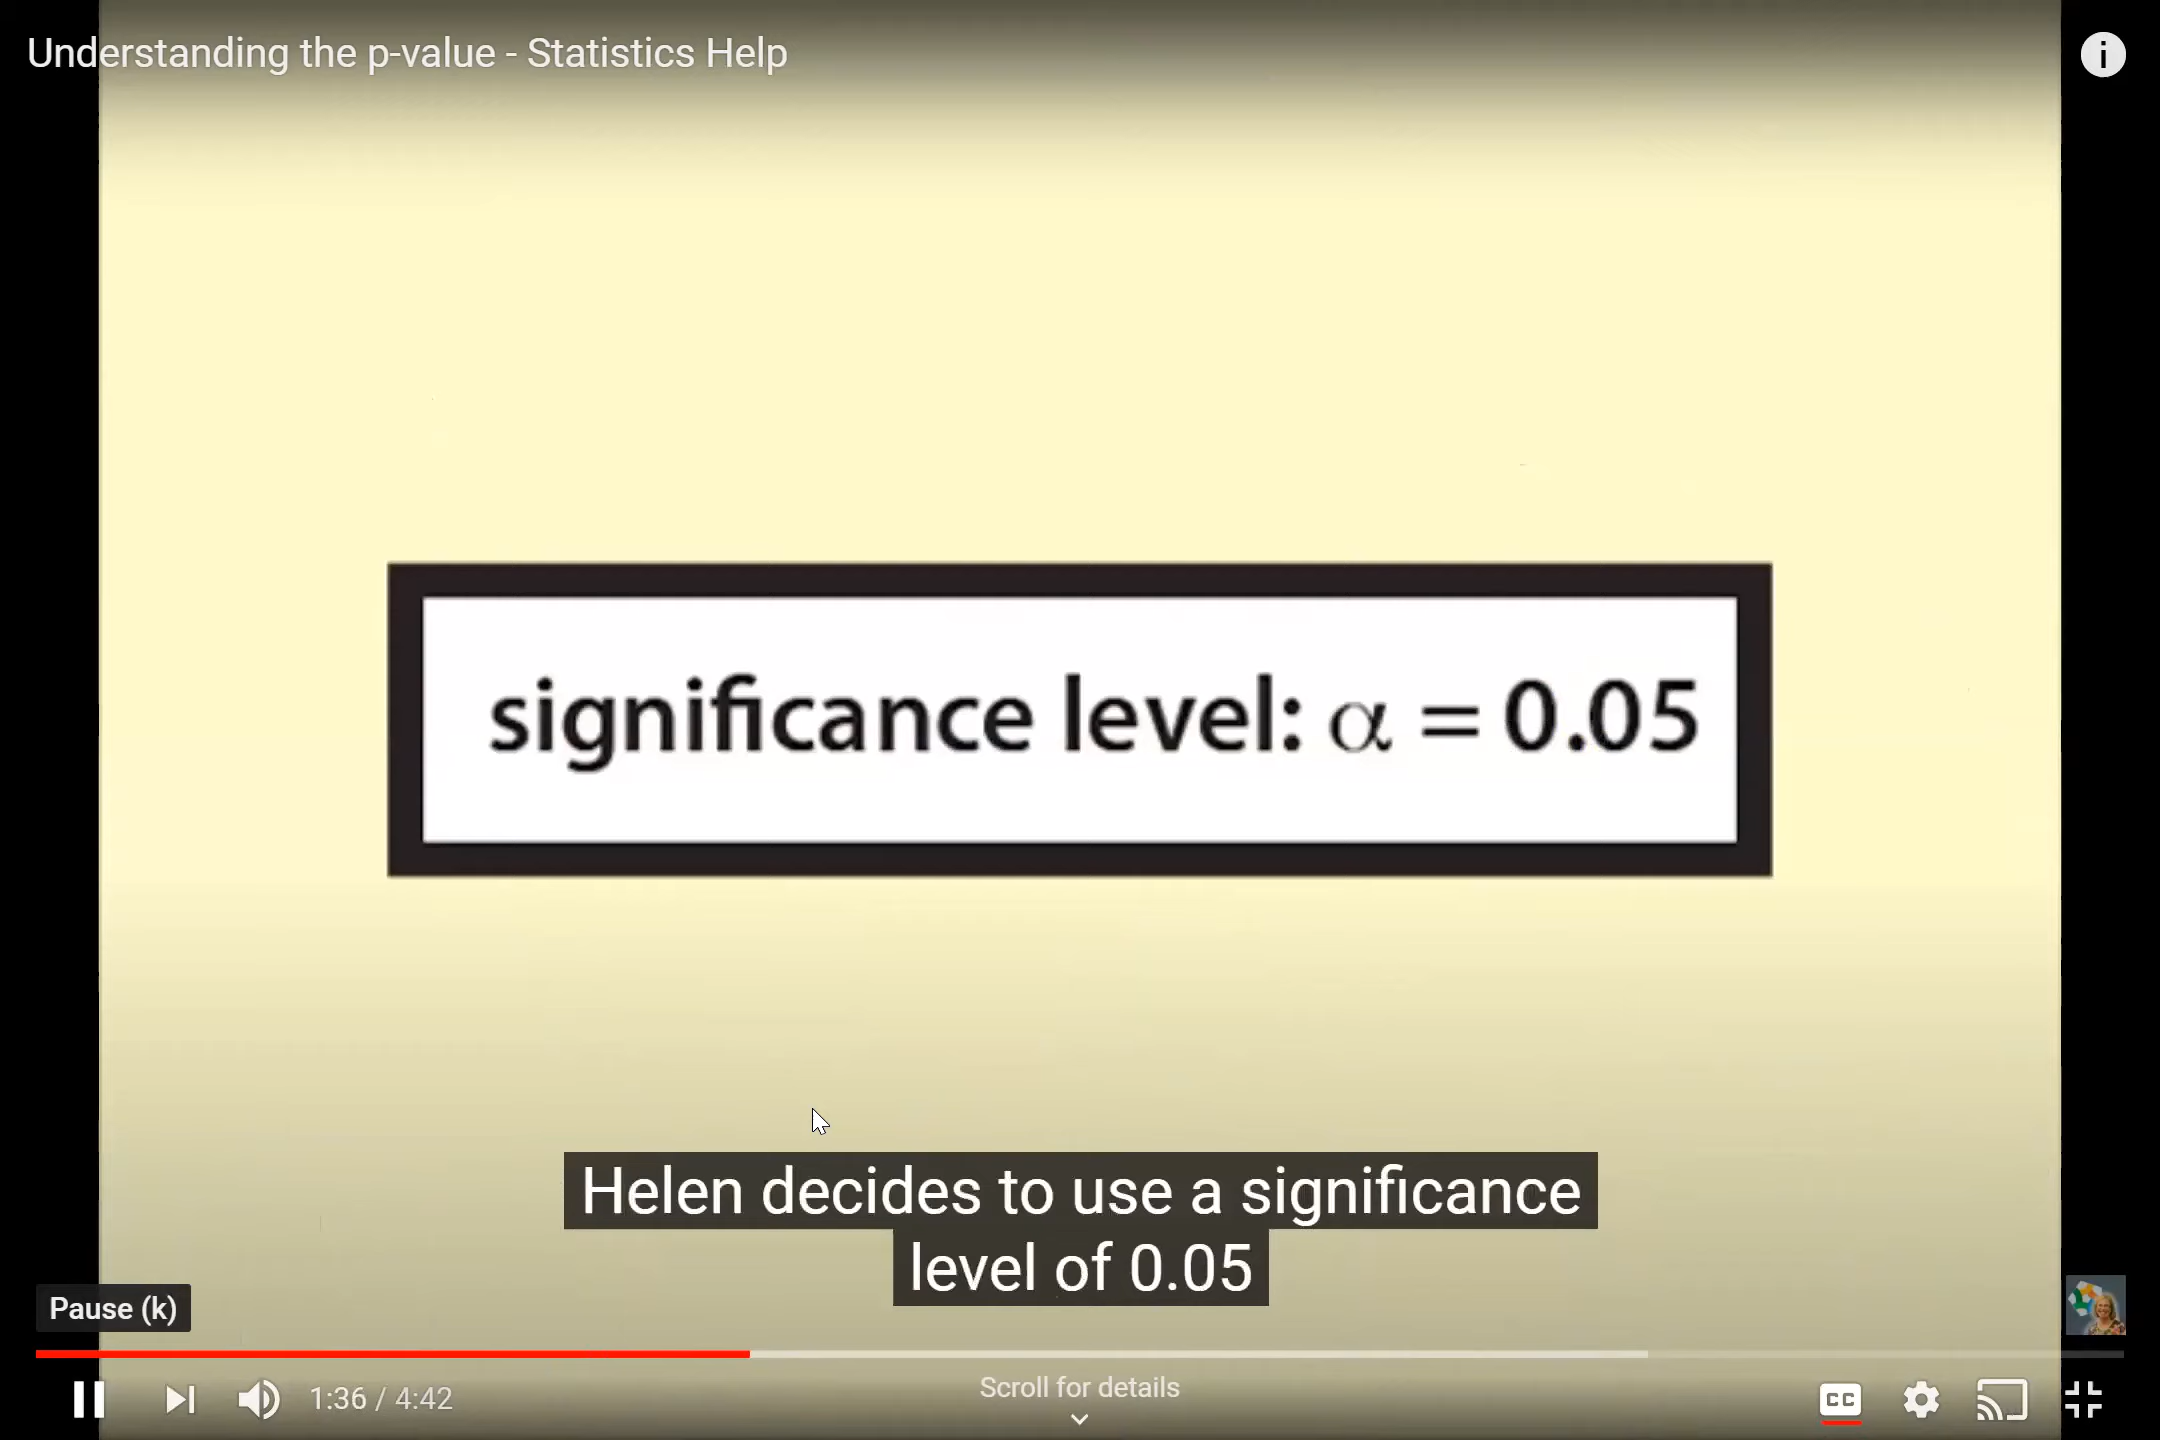 Understanding the p-value - Statistics Help
i
significance level: α = 0.05
Helen decides to use a significance
level of 0.05
Pause (k)
1:36 / 4:42
Scroll for details
CC